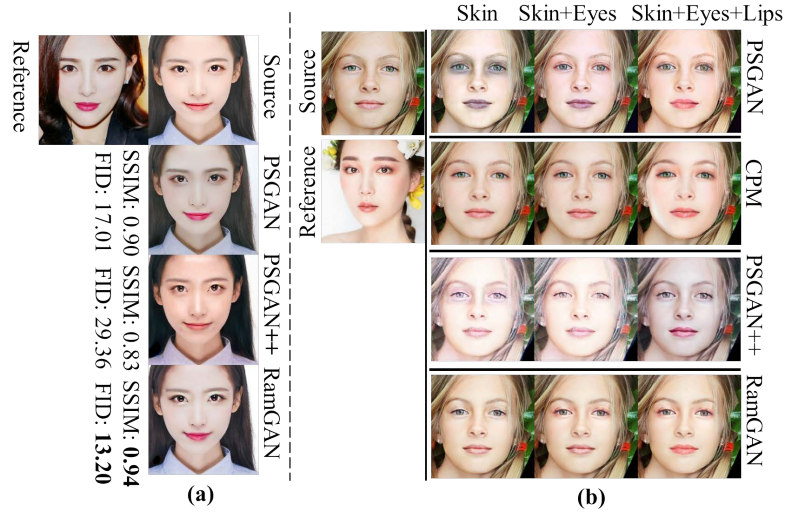 Reference
Source
SSIM: 0.90
FID: 17.01
PSGAN
SSIM: 0.83
FID: 29.36
PSGAN++
SSIM: 0.94
FID: 13.20
RamGAN
(a)
Skin
Skin+Eyes
Skin+Eyes+Lips
Source
Reference
PSGAN
CPM
PSGAN++
RamGAN
(b)